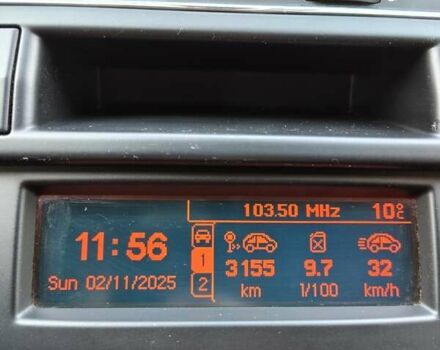 103.50 MHz 10°C
11:56
Sun 02/11/2025
1
2
3155 9.7 32
km 1/100 km/h